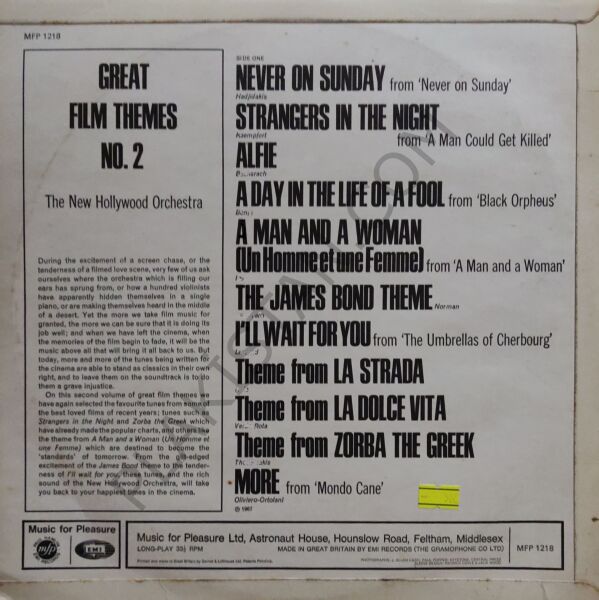 MFP 1218
GREAT
FILM THEMES
NO. 2
The New Hollywood Orchestra
During the excitement of a screen chase, or the
tenderness of a filmed love scene, very few of us ask
ourselves where the orchestra which is filling our
ears has sprung from, or how a hundred violinists
have apparently hidden themselves in a single
piano, or are making themselves heard in the middle
of a desert. Yet the more we take film music for
granted, the more we can be sure that it is doing its
job well; and when we have left the cinema, when
the memories of the film begin to fade, it will be the
music above all that will bring it all back to us. But
today, more and more of the tunes being written for
the cinema are able to stand as classics in their own
right, and to leave them on the soundtrack is to do
them a grave injustice.
On this second volume of great film themes we
have again selected the favourite tunes from some of
the best loved films of recent years; tunes such as
Strangers in the Night and Zorba the Greek which
have already made the popular charts, and others like
the theme from A Man and a Woman (Un Homme et
une Femme) which are destined to become the
'standards' of tomorrow. From the
excitement of the James Bond theme to the tender-
ness of I'll wait for you these tunes, and the rich
sound of the New Hollywood Orchestra, will take
you back to your happiest times in the cinema.
SIDE ONE
NEVER ON SUNDAY from 'Never on Sunday'
Hadjidakis
STRANGERS IN THE NIGHT
Kaempfert
from 'A Man Could Get Killed'
ALFIE
A DAY IN THE LIFE OF A FOOL from 'Black Orpheus'
A MAN AND A WOMAN
(Un Homme et une Femme) from 'A Man and a Woman'
THE JAMES BOND THEME Norman
I'LL WAIT FOR YOU from 'The Umbrellas of Cherbourg'
Theme from LA STRADA
Theme from LA DOLCE VITA
Rota
Theme from ZORBA THE GREEK
MORE from 'Mondo Cane'
Oliviero-Ortolani
℗ 1967
Music for Pleasure
mfp EMI
Music for Pleasure Ltd, Astronaut House, Hounslow Road, Feltham, Middlesex
LONG-PLAY 33⅓ RPM MADE IN GREAT BRITAIN BY EMI RECORDS (THE GRAMOPHONE CO LTD)
MFP 1218